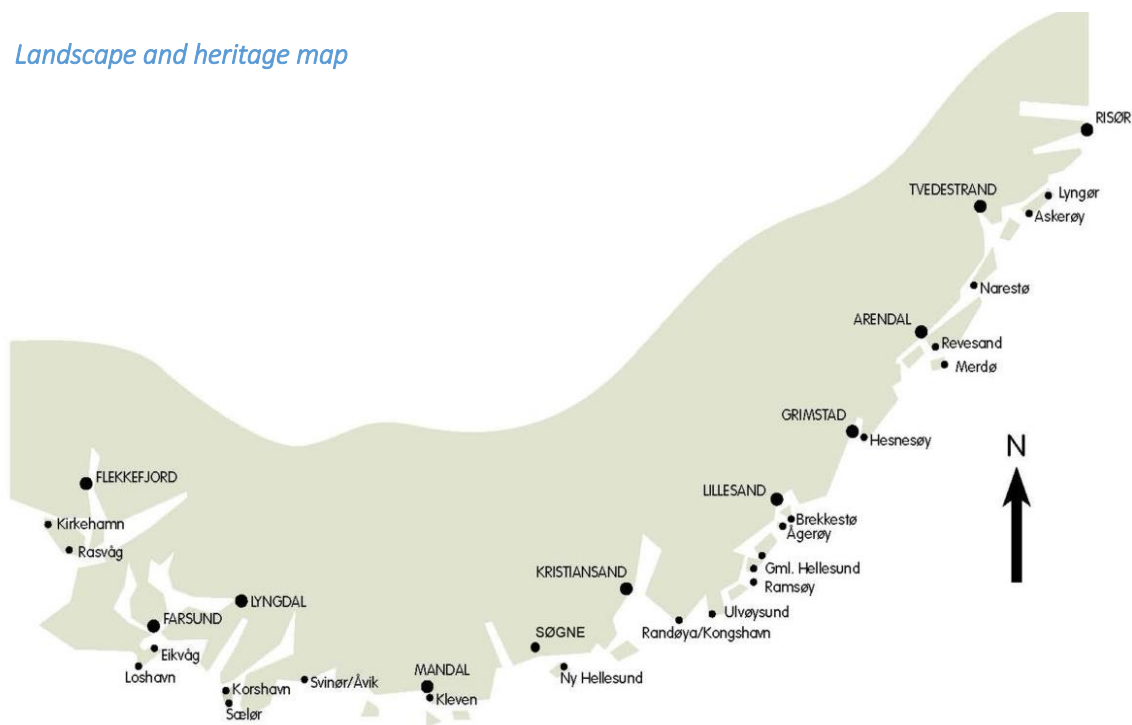 Landscape and heritage map
RISØR
TVEDESTRAND
Lyngør
Askerøy
Narestø
ARENDAL
Revesand
Merdø
GRIMSTAD
Hesnesøy
N
FLEKKEFJORD
LILLESAND
Kirkehamn
Brekkestø
Ågerøy
Rasvåg
Gml. Hellesund
KRISTIANSAND
Ramsøy
LYNGDAL
Ulvøysund
FARSUND
Randøya/Kongshavn
SØGNE
Eikvåg
Loshavn
MANDAL
Ny Hellesund
Svinør/Åvik
Korshavn
Kleven
Sælør